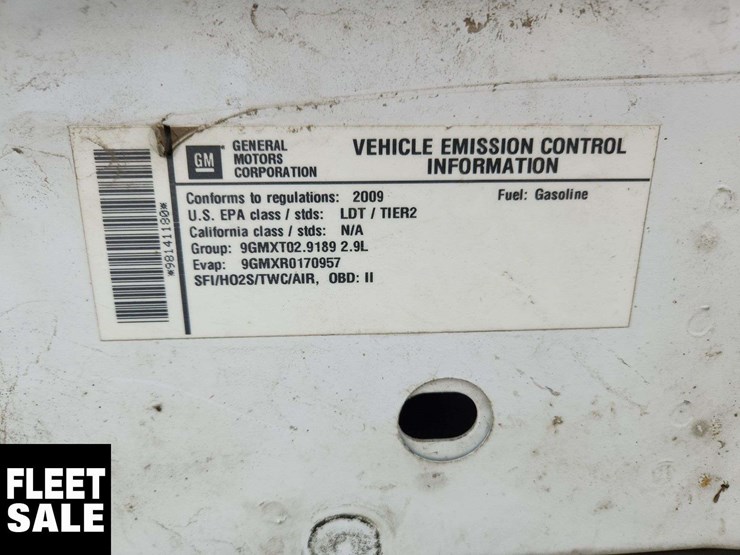 GM
GENERAL
MOTORS
CORPORATION
VEHICLE EMISSION CONTROL
INFORMATION
Conforms to regulations: 2009 Fuel: Gasoline
U.S. EPA class / stds: LDT / TIER2
California class / stds: N/A
Group: 9GMXT02.9189 2.9L
Evap: 9GMXR0170957
SFI/HO2S/TWC/AIR, OBD: II
*98141180*
FLEET
SALE